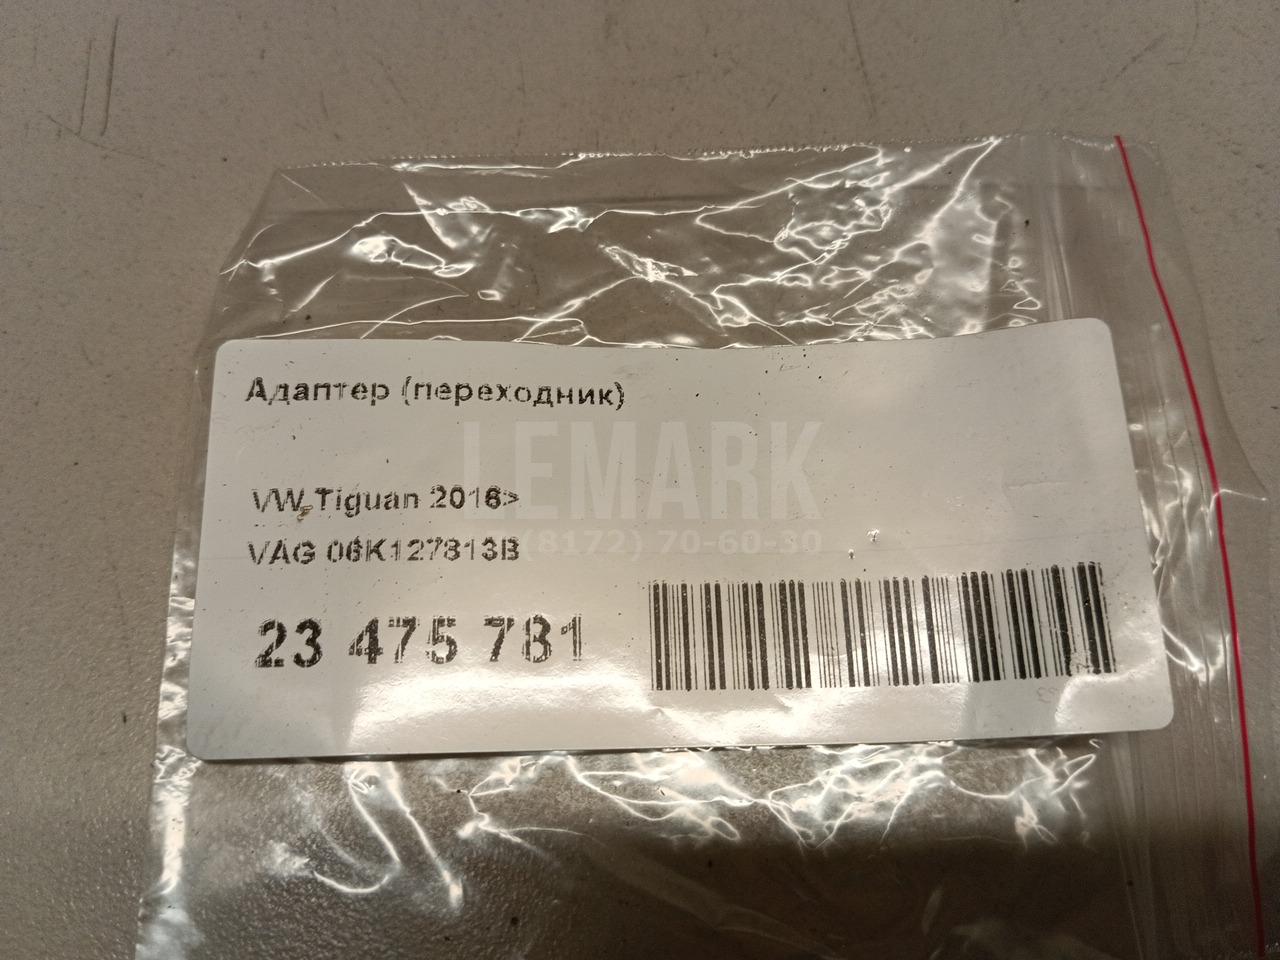 Адаптер (переходник)
LEMARK
VW Tiguan 2016>
(8172) 70-60-30
VAG 06K127813B
23 475 781